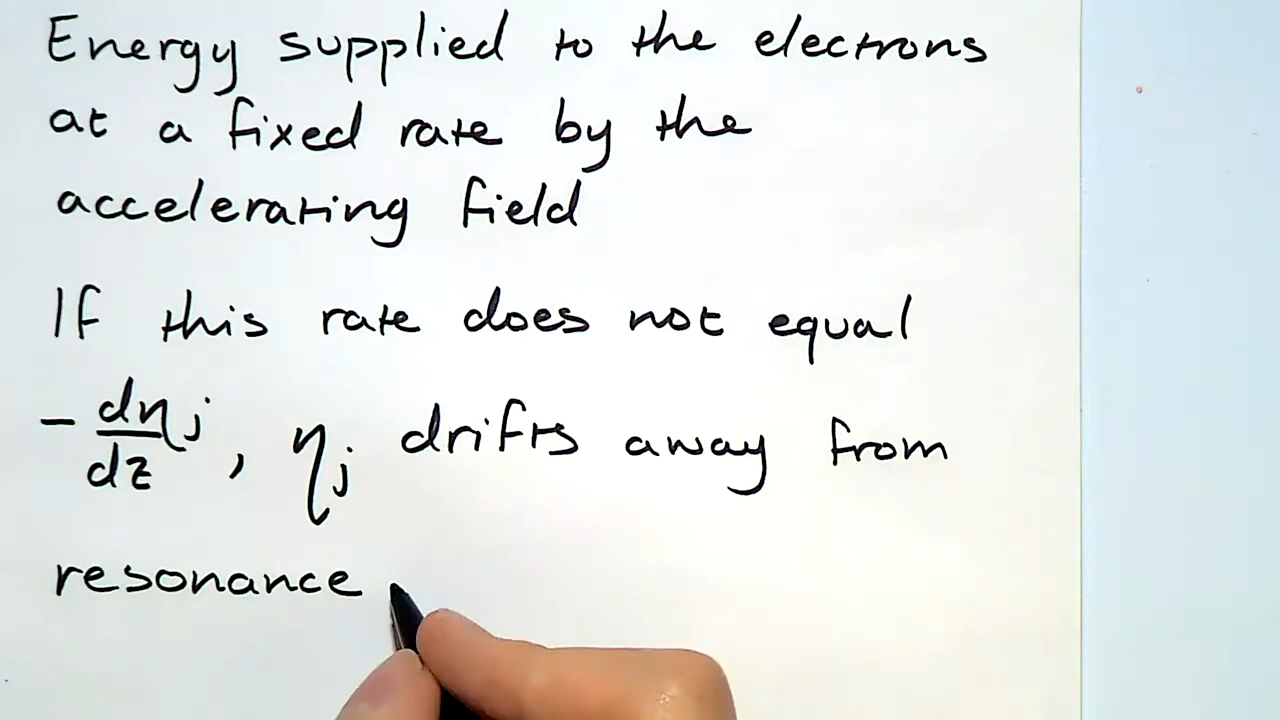 Energy supplied to the electrons
at a fixed rate by the
accelerating field
If this rate does not equal
- dηj/dz, ηj drifts away from
resonance